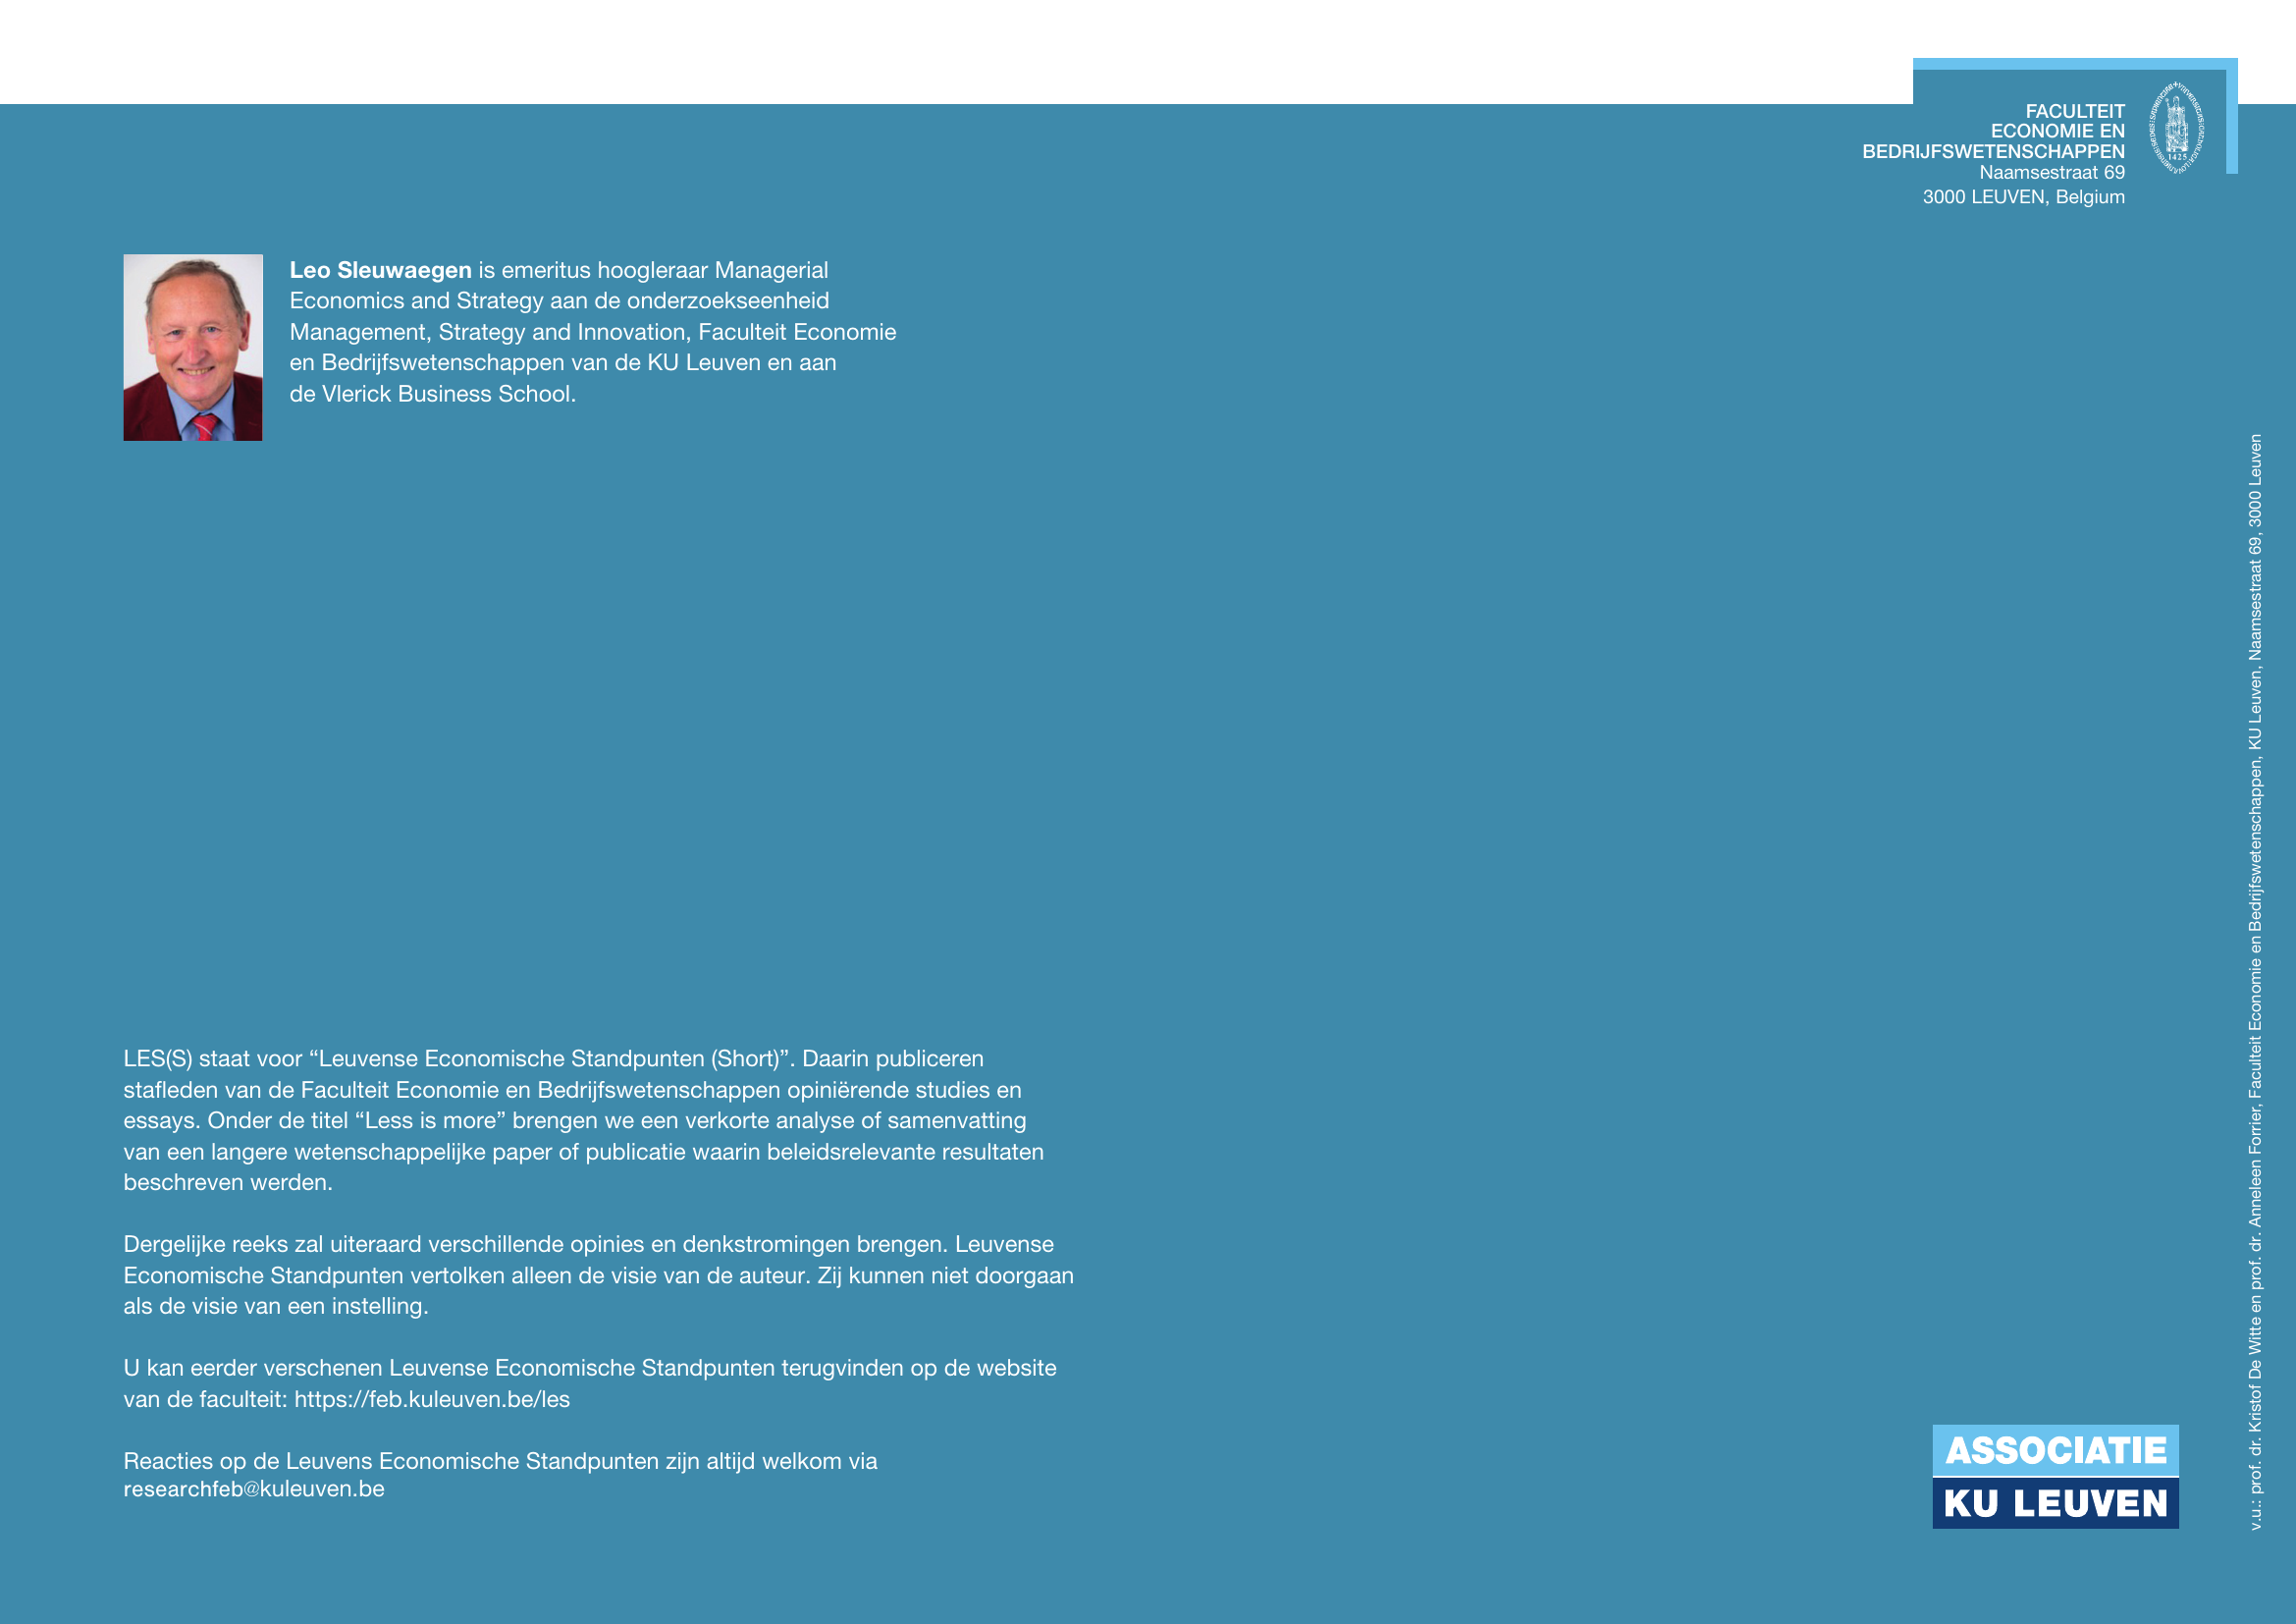 FACULTEIT
ECONOMIE EN
BEDRIJFSWETENSCHAPPEN
Naamsestraat 69
3000 LEUVEN, Belgium
1425
Leo Sleuwaegen is emeritus hoogleraar Managerial
Economics and Strategy aan de onderzoekseenheid
Management, Strategy and Innovation, Faculteit Economie
en Bedrijfswetenschappen van de KU Leuven en aan
de Vlerick Business School.
LES(S) staat voor “Leuvense Economische Standpunten (Short)”. Daarin publiceren
stafleden van de Faculteit Economie en Bedrijfswetenschappen opiniërende studies en
essays. Onder de titel “Less is more” brengen we een verkorte analyse of samenvatting
van een langere wetenschappelijke paper of publicatie waarin beleidsrelevante resultaten
beschreven werden.
Dergelijke reeks zal uiteraard verschillende opinies en denkstromingen brengen. Leuvense
Economische Standpunten vertolken alleen de visie van de auteur. Zij kunnen niet doorgaan
als de visie van een instelling.
U kan eerder verschenen Leuvense Economische Standpunten terugvinden op de website
van de faculteit: https://feb.kuleuven.be/les
Reacties op de Leuvens Economische Standpunten zijn altijd welkom via
researchfeb@kuleuven.be
ASSOCIATIE
KU LEUVEN
v.u.: prof. dr. Kristof De Witte en prof. dr. Anneleen Forrier, Faculteit Economie en Bedrijfswetenschappen, KU Leuven, Naamsestraat 69, 3000 Leuven